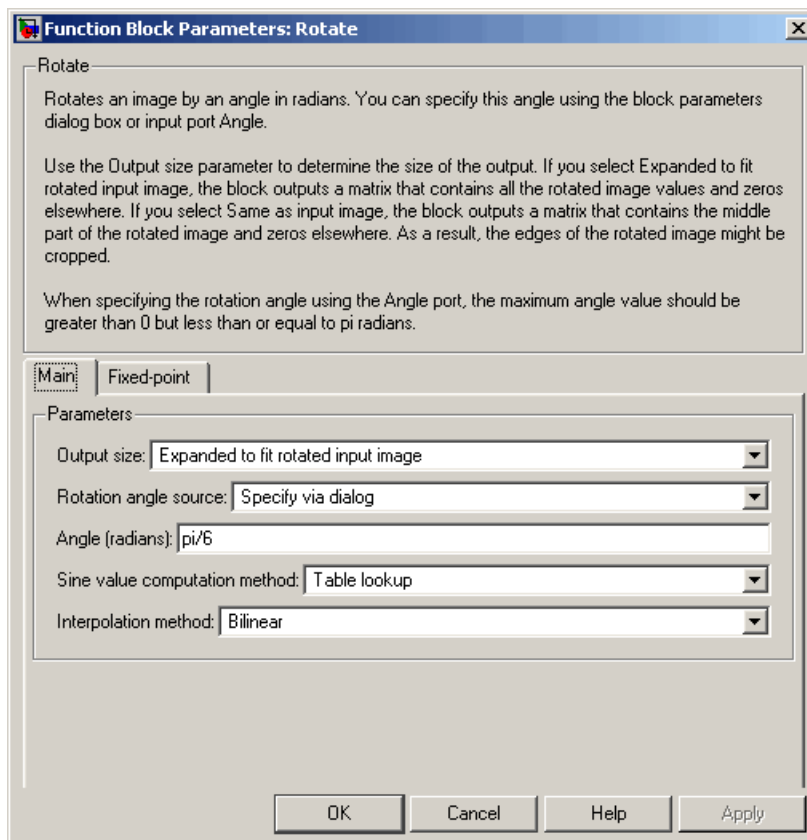 Function Block Parameters: Rotate
Rotate
Rotates an image by an angle in radians. You can specify this angle using the block parameters
dialog box or input port Angle.
Use the Output size parameter to determine the size of the output. If you select Expanded to fit
rotated input image, the block outputs a matrix that contains all the rotated image values and zeros
elsewhere. If you select Same as input image, the block outputs a matrix that contains the middle
part of the rotated image and zeros elsewhere. As a result, the edges of the rotated image might be
cropped.
When specifying the rotation angle using the Angle port, the maximum angle value should be
greater than 0 but less than or equal to pi radians.
Main Fixed-point
Parameters
Output size: Expanded to fit rotated input image
Rotation angle source: Specify via dialog
Angle (radians): pi/6
Sine value computation method: Table lookup
Interpolation method: Bilinear
OK Cancel Help Apply